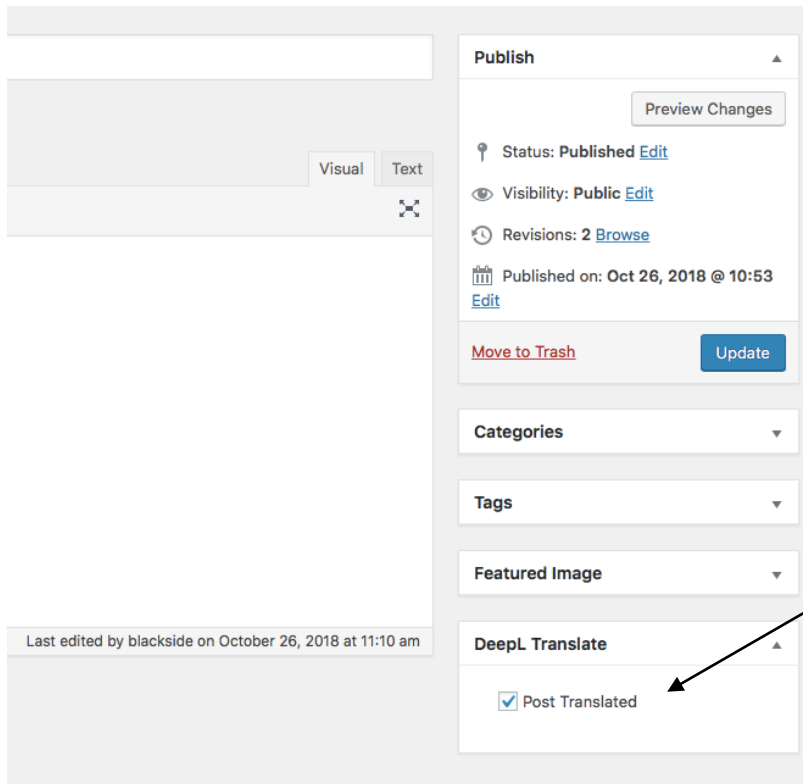 Visual Text
Last edited by blackside on October 26, 2018 at 11:10 am
Publish
Preview Changes
Status: Published Edit
Visibility: Public Edit
Revisions: 2 Browse
Published on: Oct 26, 2018 @ 10:53
Edit
Move to Trash Update
Categories
Tags
Featured Image
DeepL Translate
Post Translated